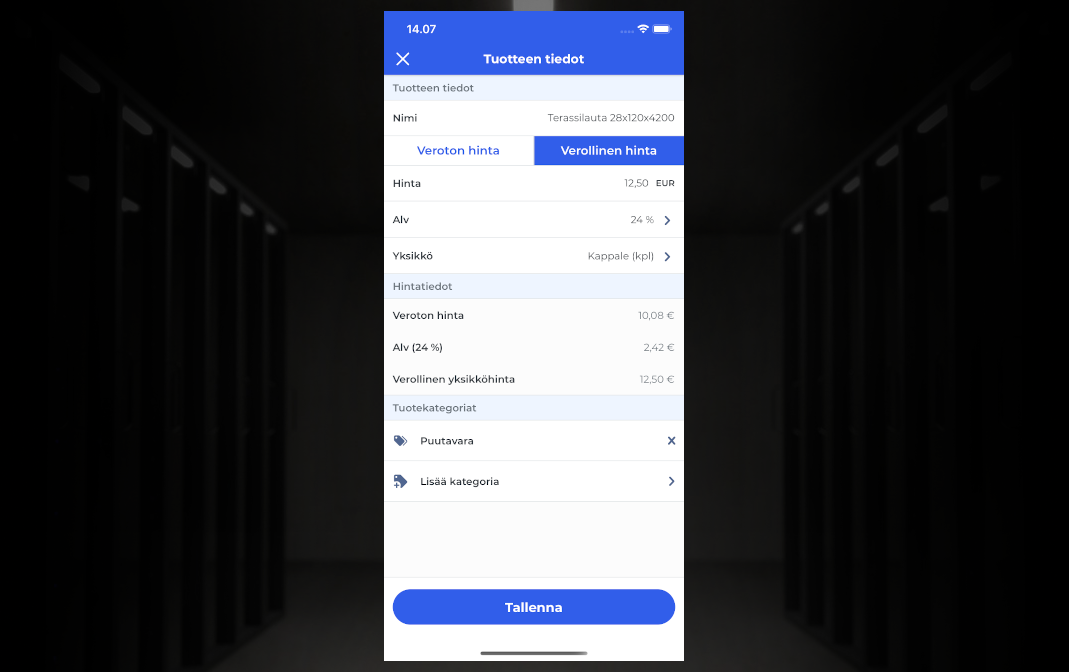 14.07
Tuotteen tiedot
Tuotteen tiedot
Nimi Terassilauta 28x120x4200
Veroton hinta Verollinen hinta
Hinta 12,50 EUR
Alv 24 %
Yksikkö Kappale (kpl)
Hintatiedot
Veroton hinta 10,08 €
Alv (24 %) 2,42 €
Verollinen yksikköhinta 12,50 €
Tuotekategoriat
Puutavara
Lisää kategoria
Tallenna